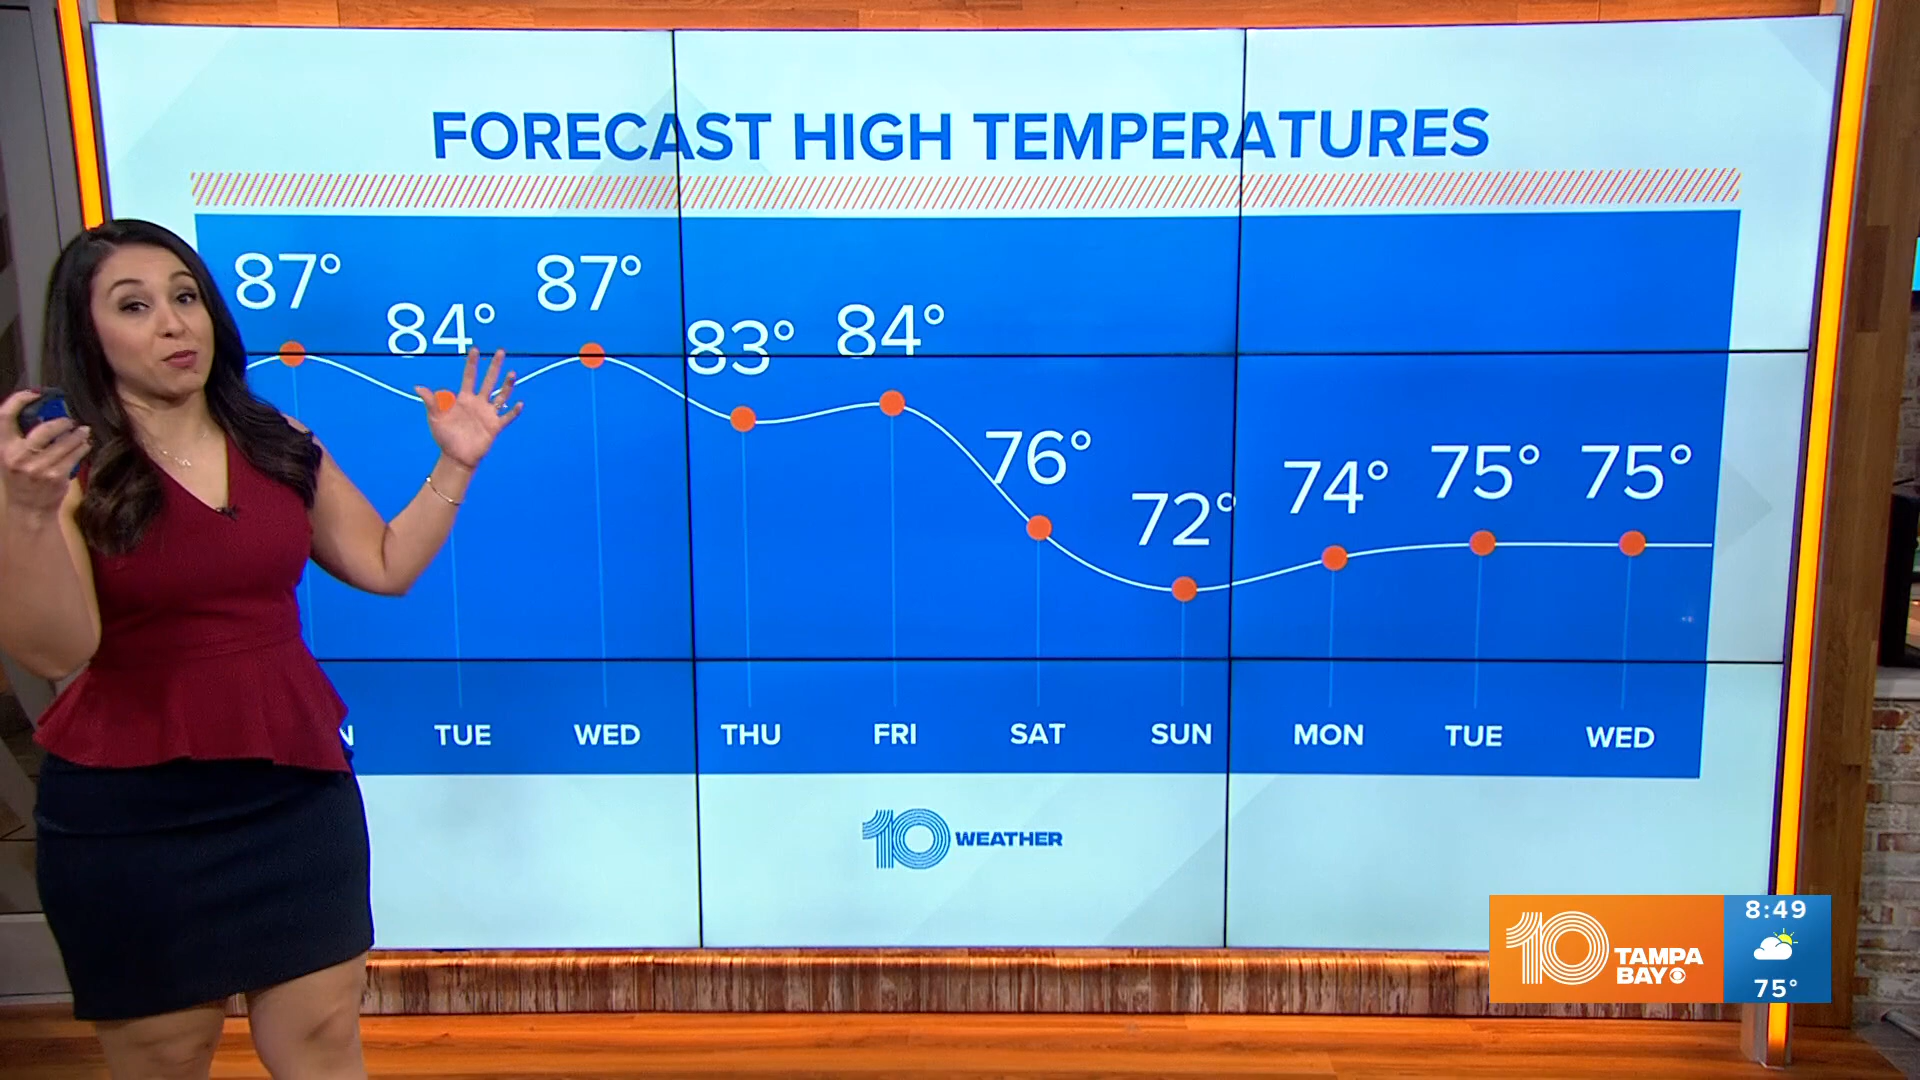 FORECAST HIGH TEMPERATURES
87° 84° 87° 83° 84° 76° 72° 74° 75° 75°
N TUE WED THU FRI SAT SUN MON TUE WED
10 WEATHER
8:49
10 TAMPA
BAY
75°